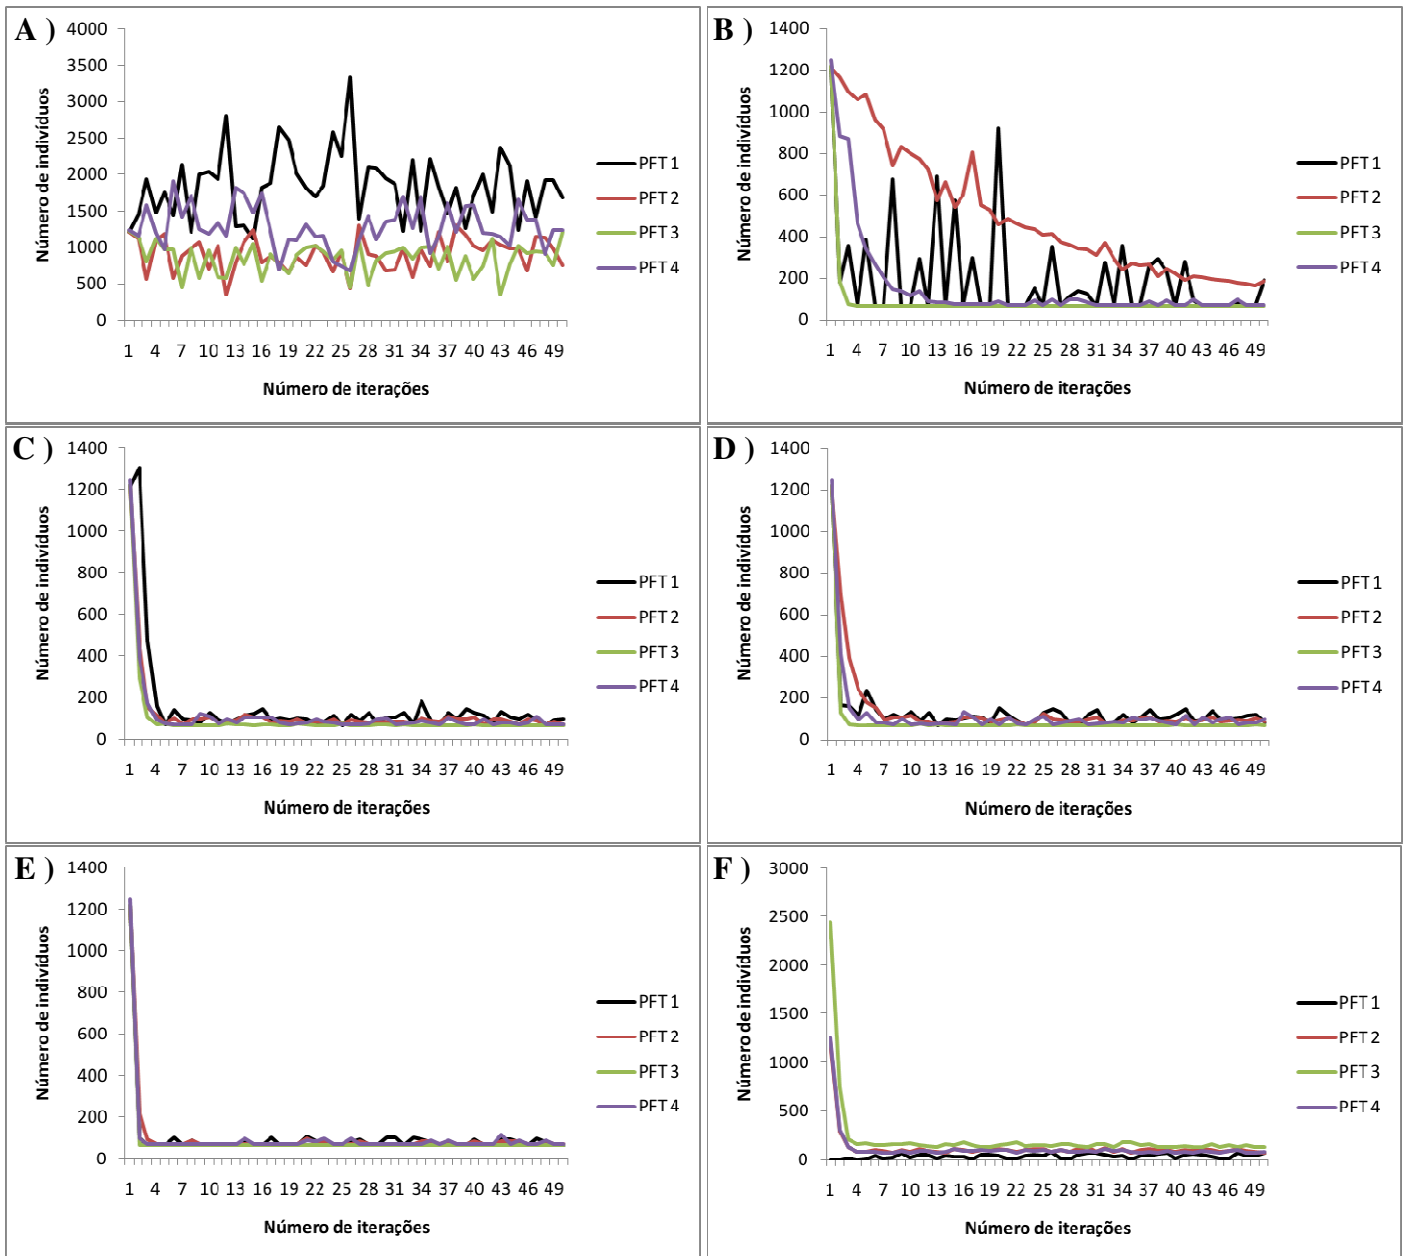 A )
4000
3500
3000
2500
2000
1500
1000
500
0
Número de indivíduos
1 4 7 10 13 16 19 22 25 28 31 34 37 40 43 46 49
Número de iterações
PFT 1
PFT 2
PFT 3
PFT 4
B )
1400
1200
1000
800
600
400
200
0
Número de indivíduos
1 4 7 10 13 16 19 22 25 28 31 34 37 40 43 46 49
Número de iterações
PFT 1
PFT 2
PFT 3
PFT 4
C )
1400
1200
1000
800
600
400
200
0
Número de indivíduos
1 4 7 10 13 16 19 22 25 28 31 34 37 40 43 46 49
Número de iterações
PFT 1
PFT 2
PFT 3
PFT 4
D )
1400
1200
1000
800
600
400
200
0
Número de indivíduos
1 4 7 10 13 16 19 22 25 28 31 34 37 40 43 46 49
Número de iterações
PFT 1
PFT 2
PFT 3
PFT 4
E )
1400
1200
1000
800
600
400
200
0
Número de indivíduos
1 4 7 10 13 16 19 22 25 28 31 34 37 40 43 46 49
Número de iterações
PFT 1
PFT 2
PFT 3
PFT 4
F )
3000
2500
2000
1500
1000
500
0
Número de indivíduos
1 4 7 10 13 16 19 22 25 28 31 34 37 40 43 46 49
Número de iterações
PFT 1
PFT 2
PFT 3
PFT 4